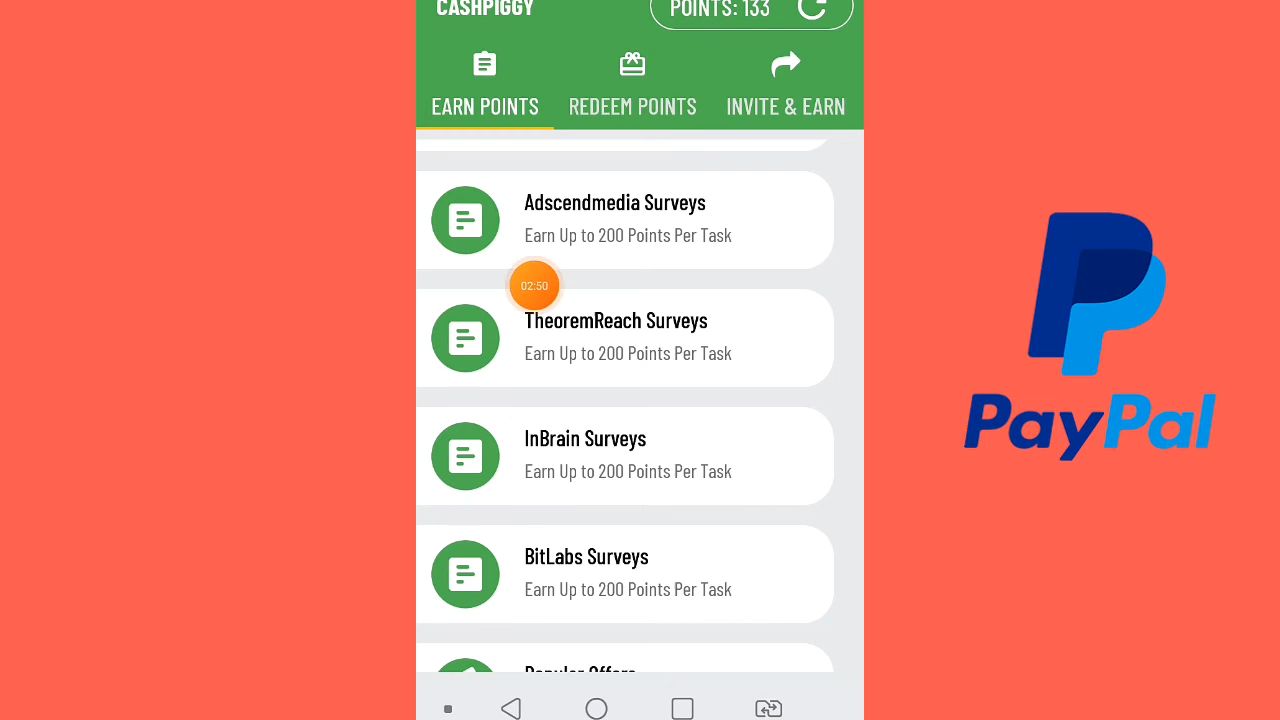 CASHPIGGY
POINTS: 133
EARN POINTS
REDEEM POINTS
INVITE & EARN
Adscendmedia Surveys
Earn Up to 200 Points Per Task
02:50
TheoremReach Surveys
Earn Up to 200 Points Per Task
InBrain Surveys
Earn Up to 200 Points Per Task
BitLabs Surveys
Earn Up to 200 Points Per Task
Popular Offers
PayPal